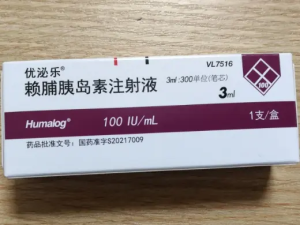 优泌乐®
VL7516
赖脯胰岛素注射液
3ml:300单位(笔芯)
3ml
100
Humalog®
100 IU/mL
1支/盒
药品批准文号：国药准字S20217009